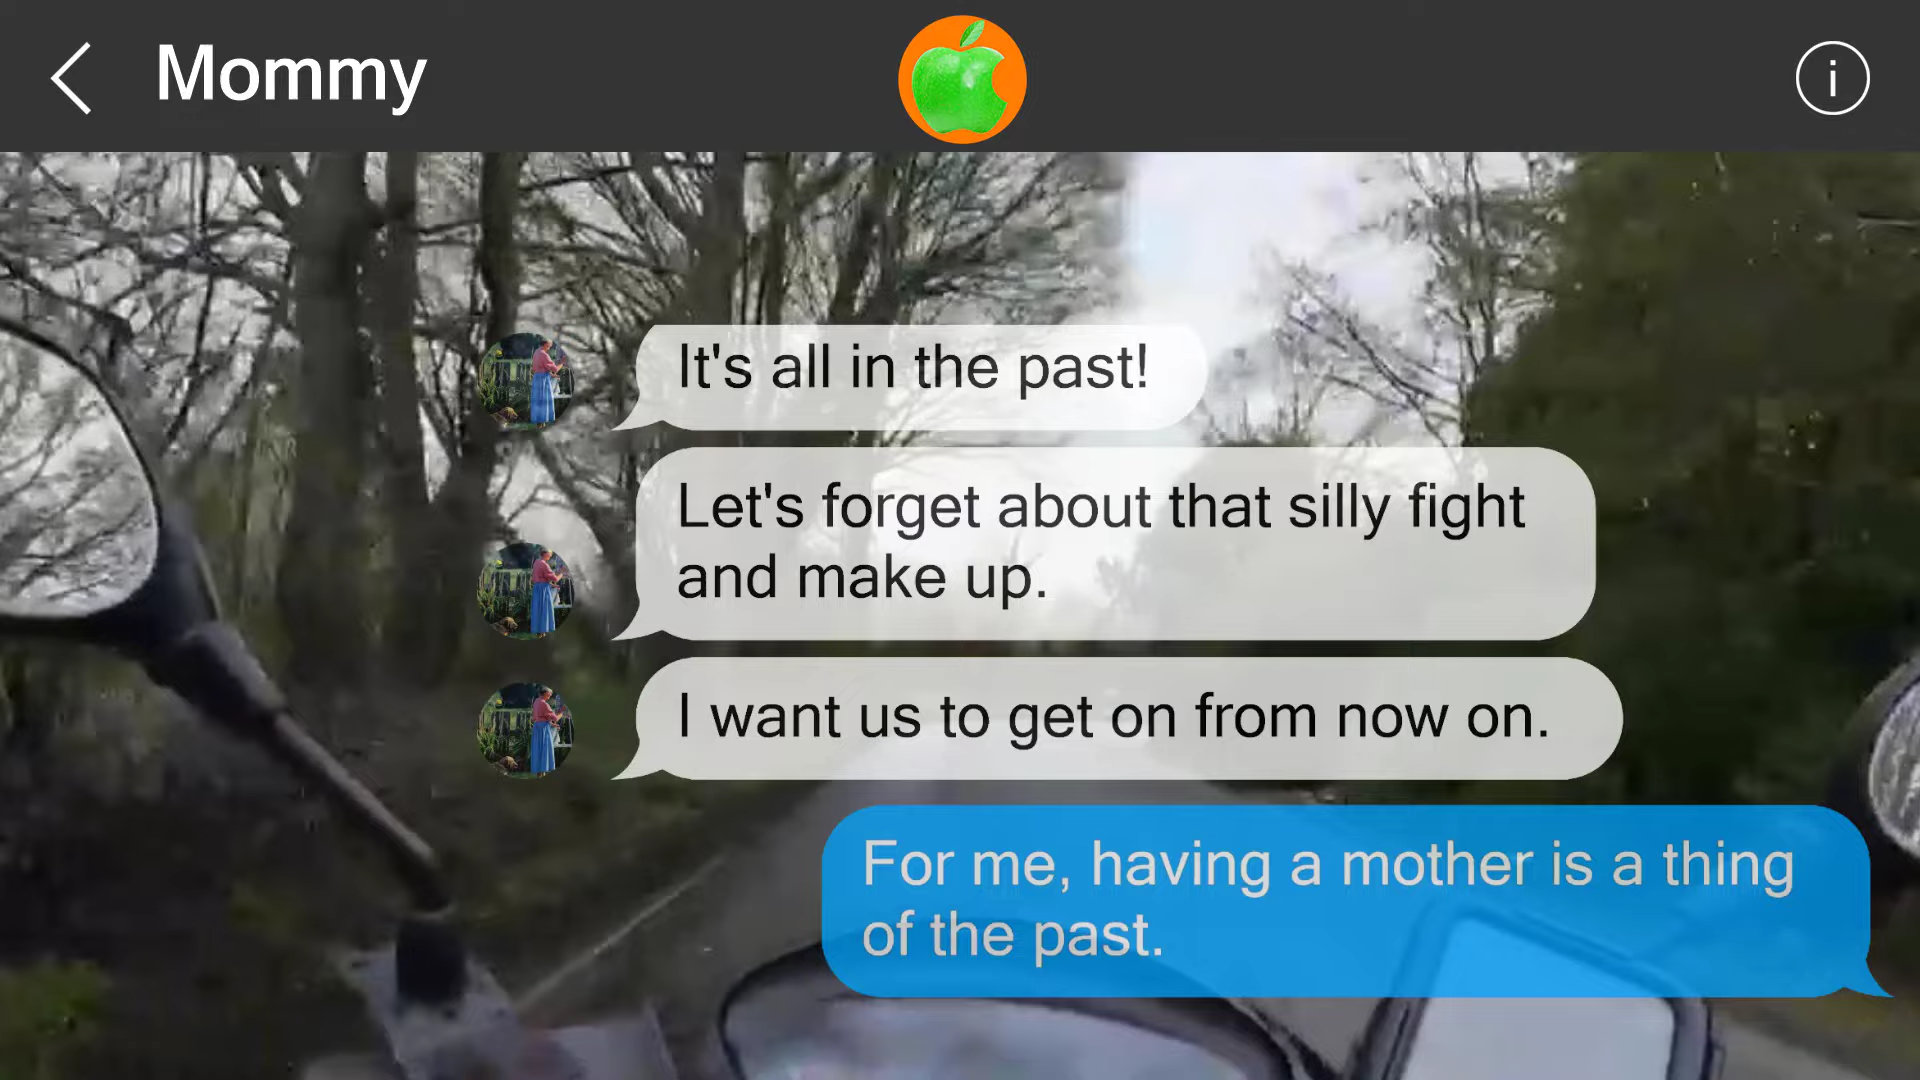 Mommy
It's all in the past!
Let's forget about that silly fight
and make up.
I want us to get on from now on.
For me, having a mother is a thing
of the past.